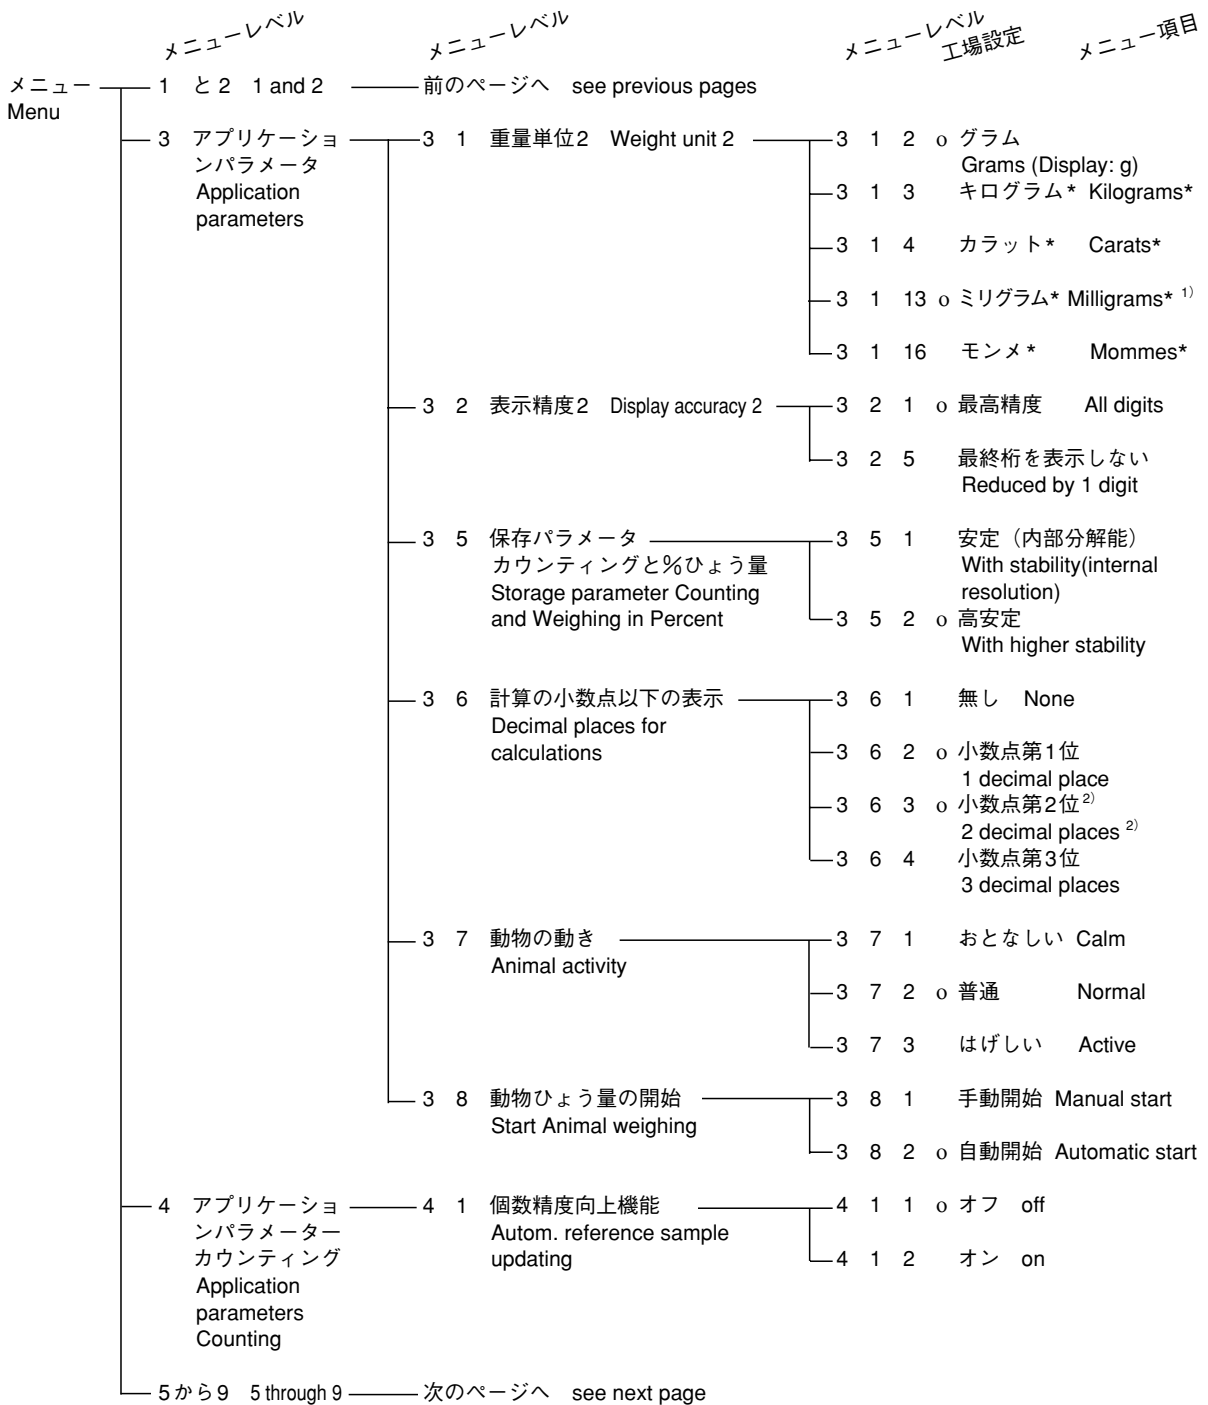 メニューレベル メニューレベル メニューレベル 工場設定 メニュー項目
メニュー 1 と 2 1 and 2 前のページへ see previous pages
Menu
3 アプリケーショ 3 1 重量単位2 Weight unit 2 3 1 2 o グラム
ンパラメータ Grams (Display: g)
Application 3 1 3 キログラム* Kilograms*
parameters
3 1 4 カラット* Carats*
3 1 13 o ミリグラム* Milligrams* 1)
3 1 16 モンメ* Mommes*
3 2 表示精度2 Display accuracy 2 3 2 1 o 最高精度 All digits
3 2 5 最終桁を表示しない
Reduced by 1 digit
3 5 保存パラメータ 3 5 1 安定（内部分解能）
カウンティングと%ひょう量 With stability(internal
Storage parameter Counting resolution)
and Weighing in Percent 3 5 2 o 高安定
With higher stability
3 6 計算の小数点以下の表示 3 6 1 無し None
Decimal places for
calculations 3 6 2 o 小数点第1位
1 decimal place
3 6 3 o 小数点第2位 2)
2 decimal places 2)
3 6 4 小数点第3位
3 decimal places
3 7 動物の動き 3 7 1 おとなしい Calm
Animal activity
3 7 2 o 普通 Normal
3 7 3 はげしい Active
3 8 動物ひょう量の開始 3 8 1 手動開始 Manual start
Start Animal weighing
3 8 2 o 自動開始 Automatic start
4 アプリケーショ 4 1 個数精度向上機能 4 1 1 o オフ off
ンパラメーター Autom. reference sample
カウンティング updating 4 1 2 オン on
Application
parameters
Counting
5から9 5 through 9 次のページへ see next page